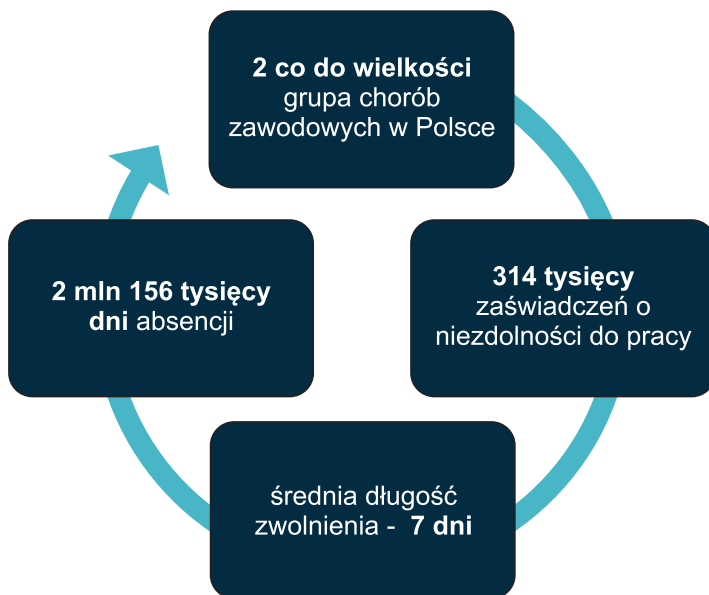 2 co do wielkości
grupa chorób
zawodowych w Polsce
314 tysięcy
zaświadczeń o
niezdolności do pracy
średnia długość
zwolnienia - 7 dni
2 mln 156 tysięcy
dni absencji